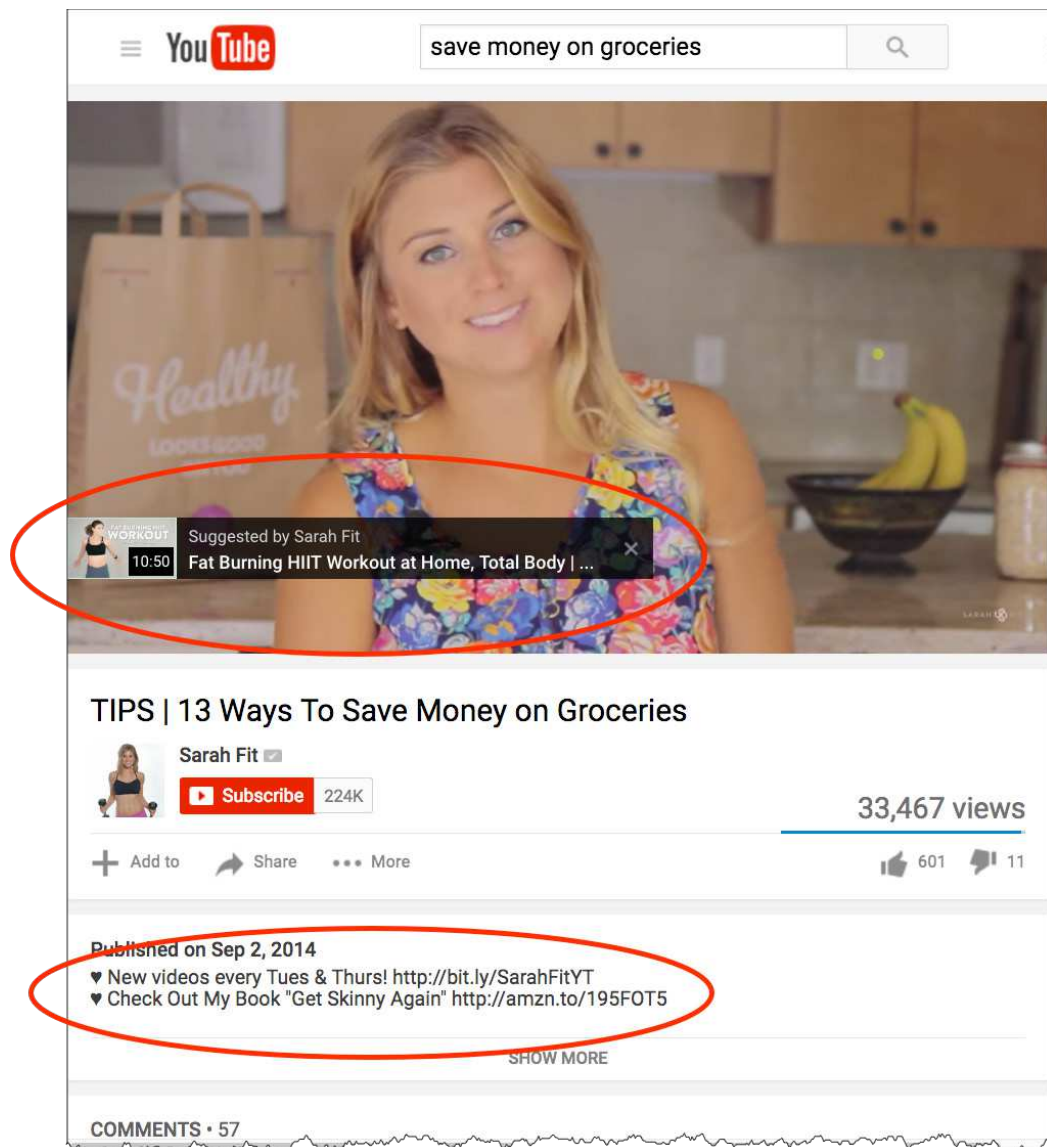 YouTube
save money on groceries
Healthy
LOOKS GOOD
WORKOUT
10:50
Suggested by Sarah Fit
Fat Burning HIIT Workout at Home, Total Body | ...
SARAH
TIPS | 13 Ways To Save Money on Groceries
Sarah Fit
Subscribe 224K
33,467 views
Add to Share More
601 11
Published on Sep 2, 2014
♥ New videos every Tues & Thurs! http://bit.ly/SarahFitYT
♥ Check Out My Book "Get Skinny Again" http://amzn.to/195FOT5
SHOW MORE
COMMENTS • 57